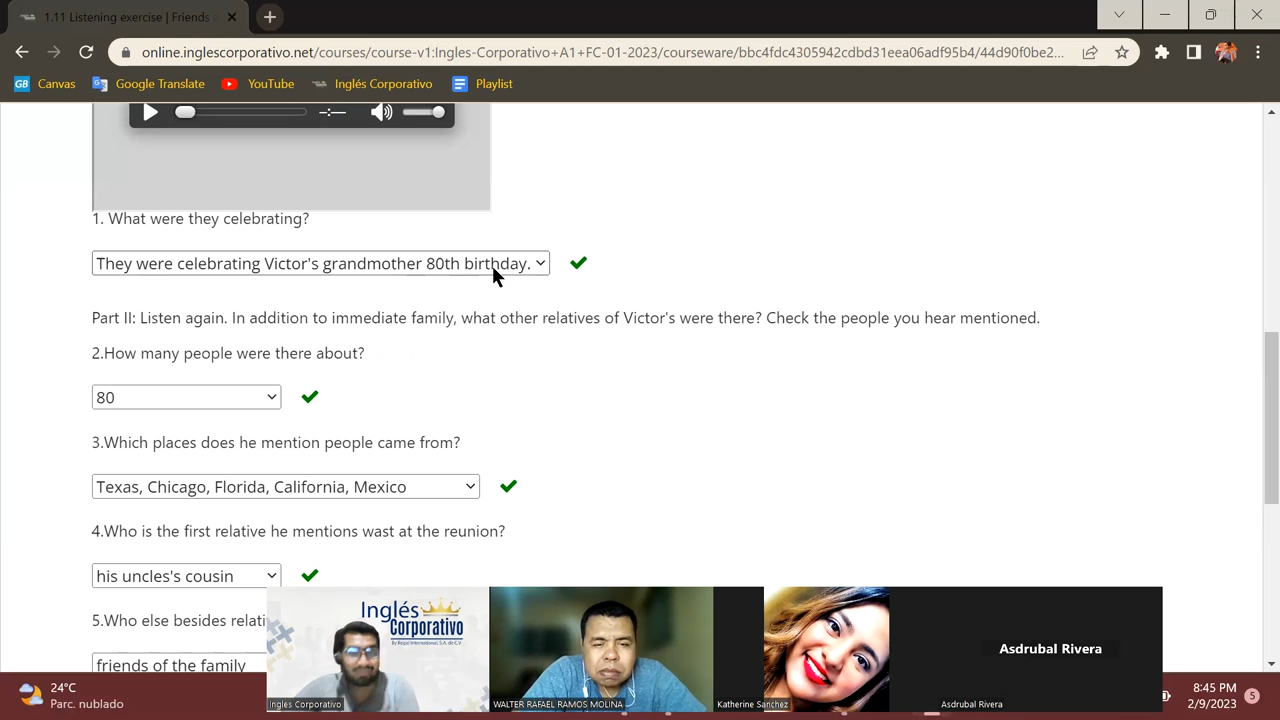 1.11 Listening exercise | Friends a
online.inglescorporativo.net/courses/course-v1:Ingles-Corporativo+A1+FC-01-2023/courseware/bbc4fdc4305942cdbd31eea06adf95b4/44d90f0be2...
GB Canvas Google Translate YouTube Inglés Corporativo Playlist
-:--
1. What were they celebrating?
They were celebrating Victor's grandmother 80th birthday.
Part II: Listen again. In addition to immediate family, what other relatives of Victor's were there? Check the people you hear mentioned.
2.How many people were there about?
80
3.Which places does he mention people came from?
Texas, Chicago, Florida, California, Mexico
4.Who is the first relative he mentions wast at the reunion?
his uncles's cousin
5.Who else besides relati
friends of the family
Inglés
Corporativo
By Regal International, S.A. de C.V.
Asdrubal Rivera
Inglés Corporativo
WALTER RAFAEL RAMOS MOLINA
Katherine Sanchez
Asdrubal Rivera
24°C
Parc. nublado
8:45 PM
2/9/2023
5